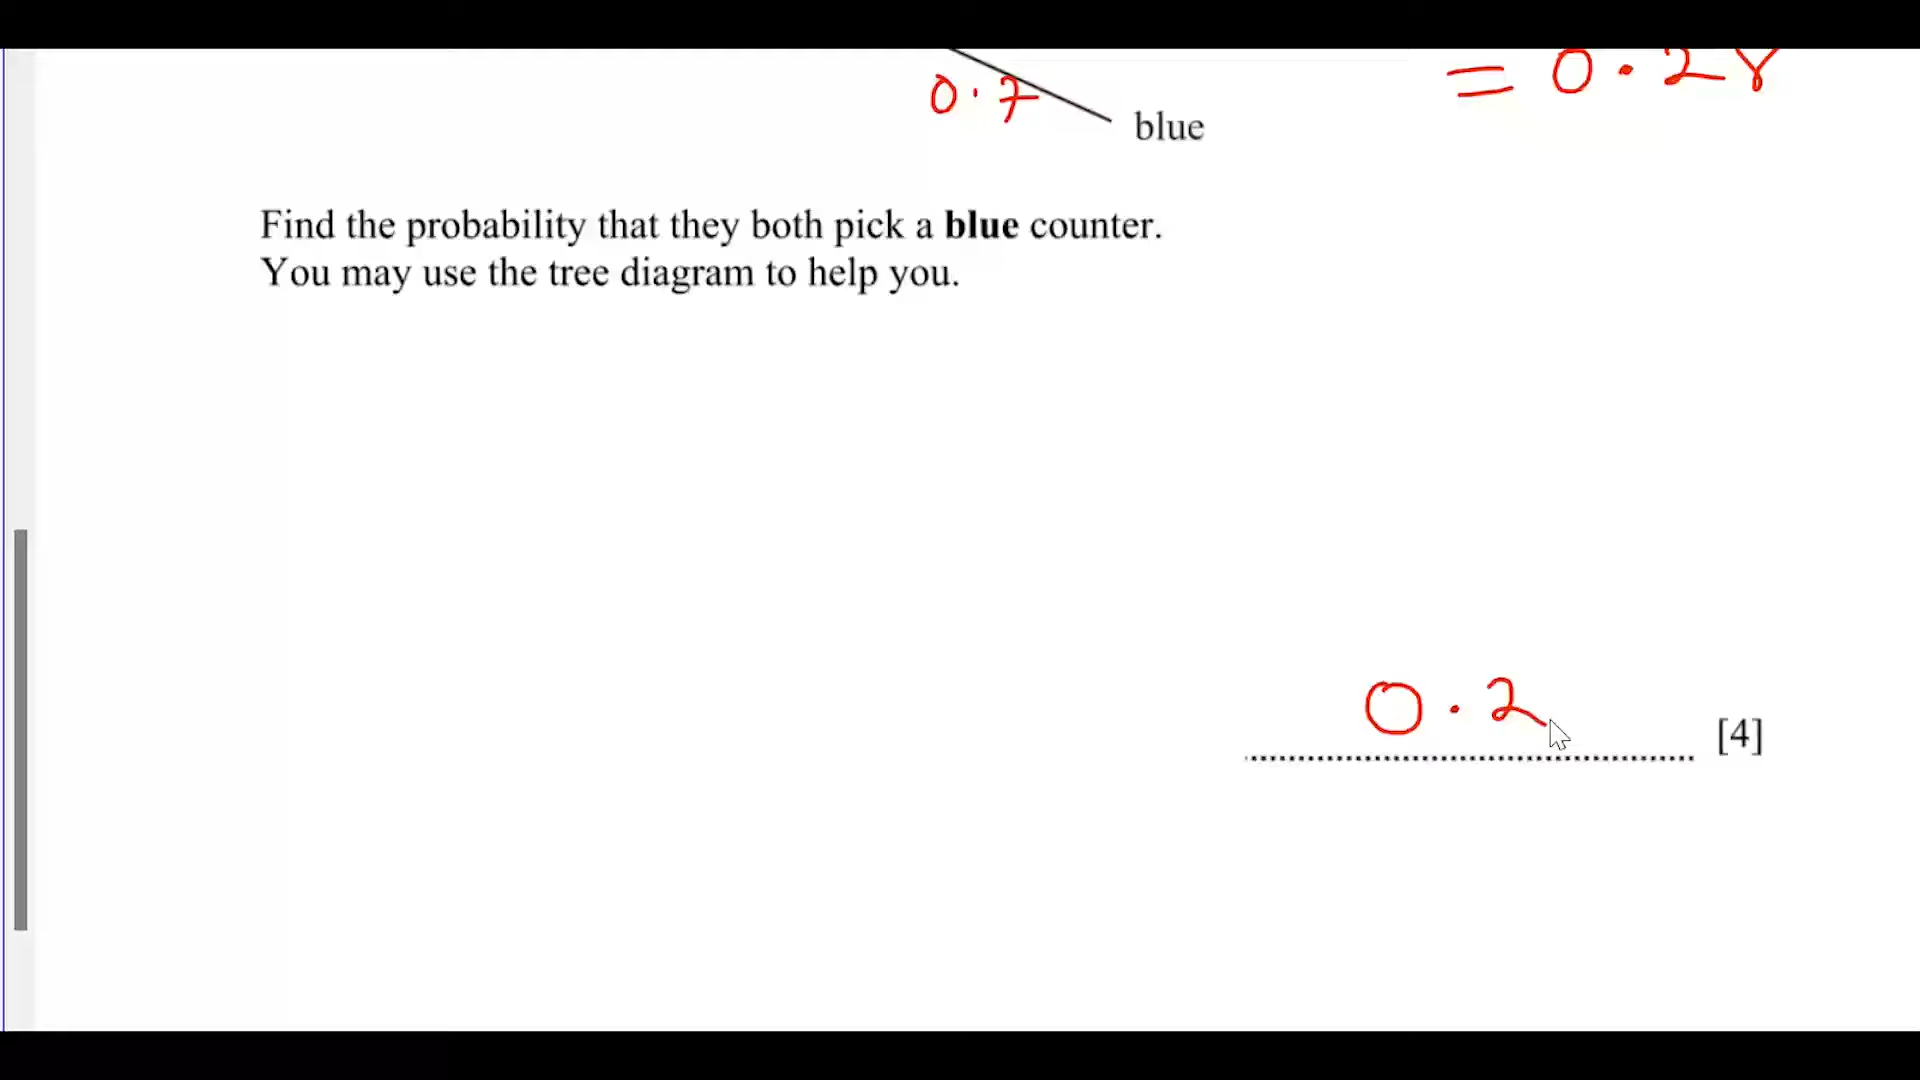 = 0.2
0.7
blue
Find the probability that they both pick a blue counter.
You may use the tree diagram to help you.
0.2
[4]